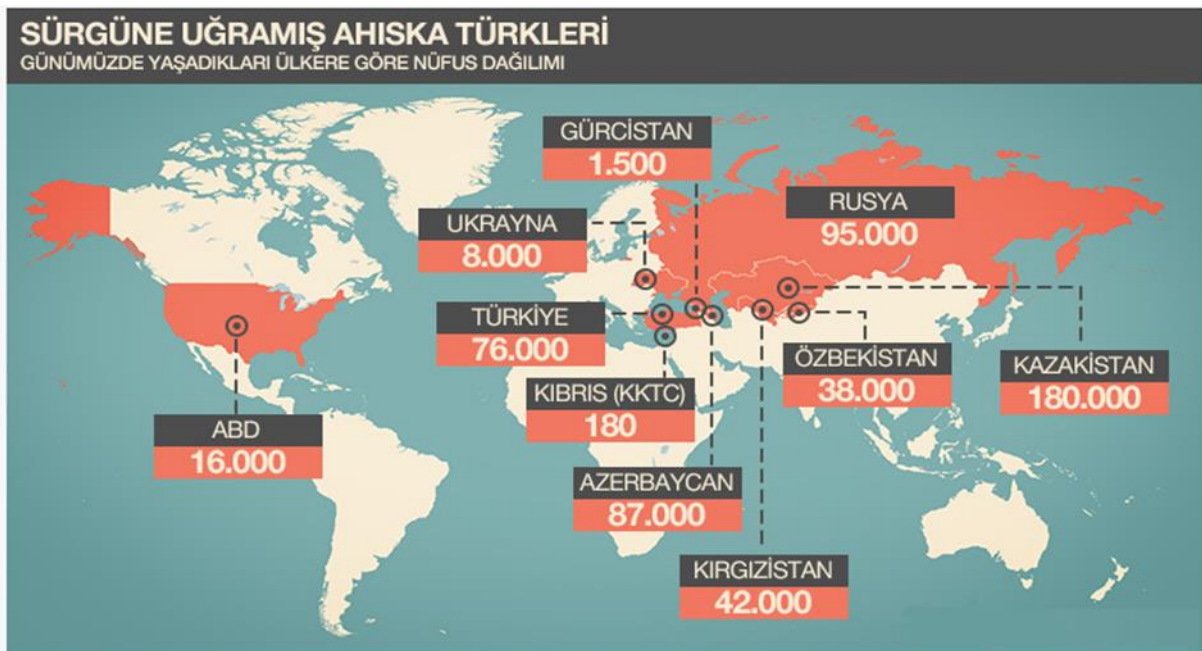 SÜRGÜNE UĞRAMIŞ AHISKA TÜRKLERİ
GÜNÜMÜZDE YAŞADIKLARI ÜLKERE GÖRE NÜFUS DAĞILIMI
GÜRCİSTAN
1.500
RUSYA
95.000
UKRAYNA
8.000
TÜRKİYE
76.000
ÖZBEKİSTAN
38.000
KAZAKİSTAN
180.000
KIBRIS (KKTC)
180
ABD
16.000
AZERBAYCAN
87.000
KIRGIZİSTAN
42.000